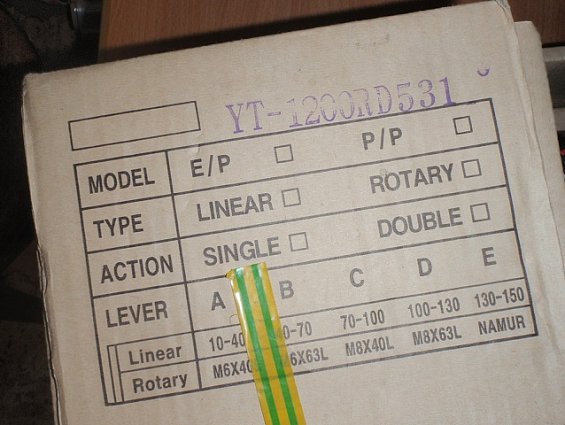 YT-1200RD531
MODEL E/P P/P
TYPE LINEAR ROTARY
ACTION SINGLE DOUBLE
LEVER A B C D E
Linear 10-40 70-100 100-130 130-150
Rotary M8X40L M8X63L NAMUR